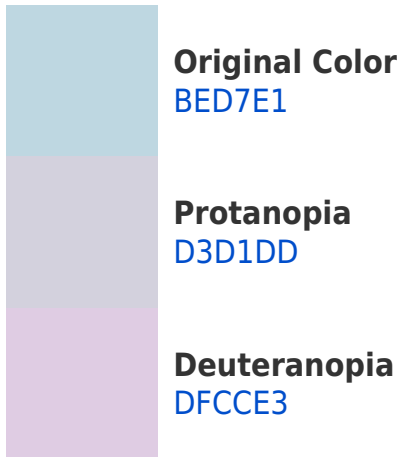 Original Color
BED7E1
Protanopia
D3D1DD
Deuteranopia
DFCCE3